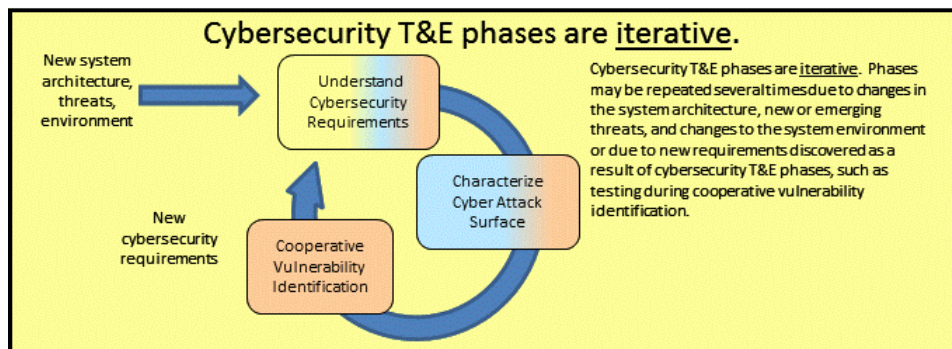 Cybersecurity T&E phases are iterative.
New system
architecture,
threats,
environment
Understand
Cybersecurity
Requirements
Cybersecurity T&E phases are iterative. Phases
may be repeated several times due to changes in
the system architecture, new or emerging
threats, and changes to the system environment
or due to new requirements discovered as a
result of cybersecurity T&E phases, such as
testing during cooperative vulnerability
identification.
Characterize
Cyber Attack
Surface
New
cybersecurity
requirements
Cooperative
Vulnerability
Identification